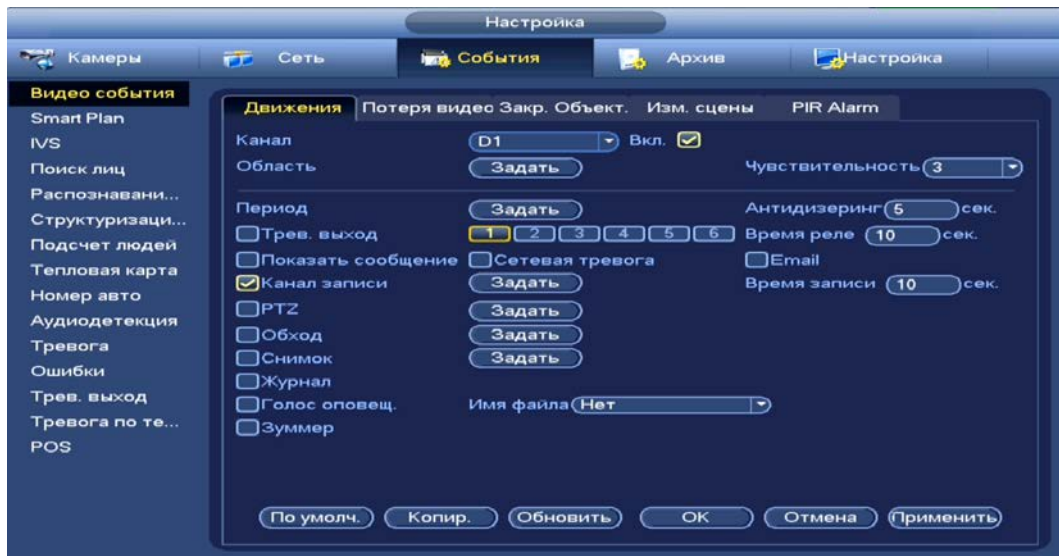 Настройка
Камеры Сеть События Архив Настройка
Видео события
Smart Plan
IVS
Поиск лиц
Распознавани...
Структуризаци...
Подсчет людей
Тепловая карта
Номер авто
Аудиодетекция
Тревога
Ошибки
Трев. выход
Тревога по те...
POS
Движения Потеря видео Закр. Объект. Изм. сцены PIR Alarm
Канал D1 Вкл.
Область Задать Чувствительность 3
Период Задать Антидизеринг 5 сек.
Трев. выход 1 2 3 4 5 6 Время реле 10 сек.
Показать сообщение Сетевая тревога Email
Канал записи Задать Время записи 10 сек.
PTZ Задать
Обход Задать
Снимок Задать
Журнал
Голос оповещ. Имя файла Нет
Зуммер
По умолч. Копир. Обновить OK Отмена Применить